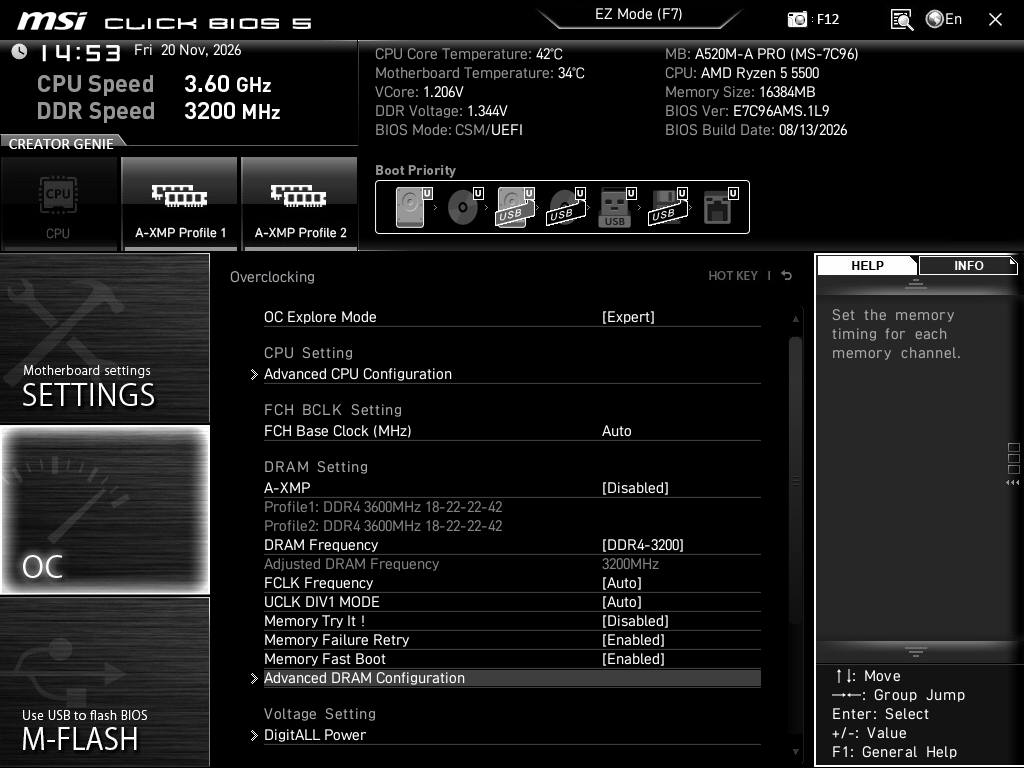 msi CLICK BIOS 5
EZ Mode (F7)
: F12
En
14:53 Fri 20 Nov, 2026
CPU Speed 3.60 GHz
DDR Speed 3200 MHz
CREATOR GENIE
CPU
CPU
A-XMP Profile 1
A-XMP Profile 2
CPU Core Temperature: 42°C
Motherboard Temperature: 34°C
VCore: 1.206V
DDR Voltage: 1.344V
BIOS Mode: CSM/UEFI
MB: A520M-A PRO (MS-7C96)
CPU: AMD Ryzen 5 5500
Memory Size: 16384MB
BIOS Ver: E7C96AMS.1L9
BIOS Build Date: 08/13/2026
Boot Priority
U U U U U U U
USB USB USB USB
Motherboard settings
SETTINGS
OC
Use USB to flash BIOS
M-FLASH
Overclocking
HOT KEY
OC Explore Mode [Expert]
CPU Setting
Advanced CPU Configuration
FCH BCLK Setting
FCH Base Clock (MHz) Auto
DRAM Setting
A-XMP [Disabled]
Profile1: DDR4 3600MHz 18-22-22-42
Profile2: DDR4 3600MHz 18-22-22-42
DRAM Frequency [DDR4-3200]
Adjusted DRAM Frequency 3200MHz
FCLK Frequency [Auto]
UCLK DIV1 MODE [Auto]
Memory Try It ! [Disabled]
Memory Failure Retry [Enabled]
Memory Fast Boot [Enabled]
Advanced DRAM Configuration
Voltage Setting
DigitALL Power
HELP
INFO
Set the memory
timing for each
memory channel.
↑↓: Move
→←: Group Jump
Enter: Select
+/-: Value
F1: General Help